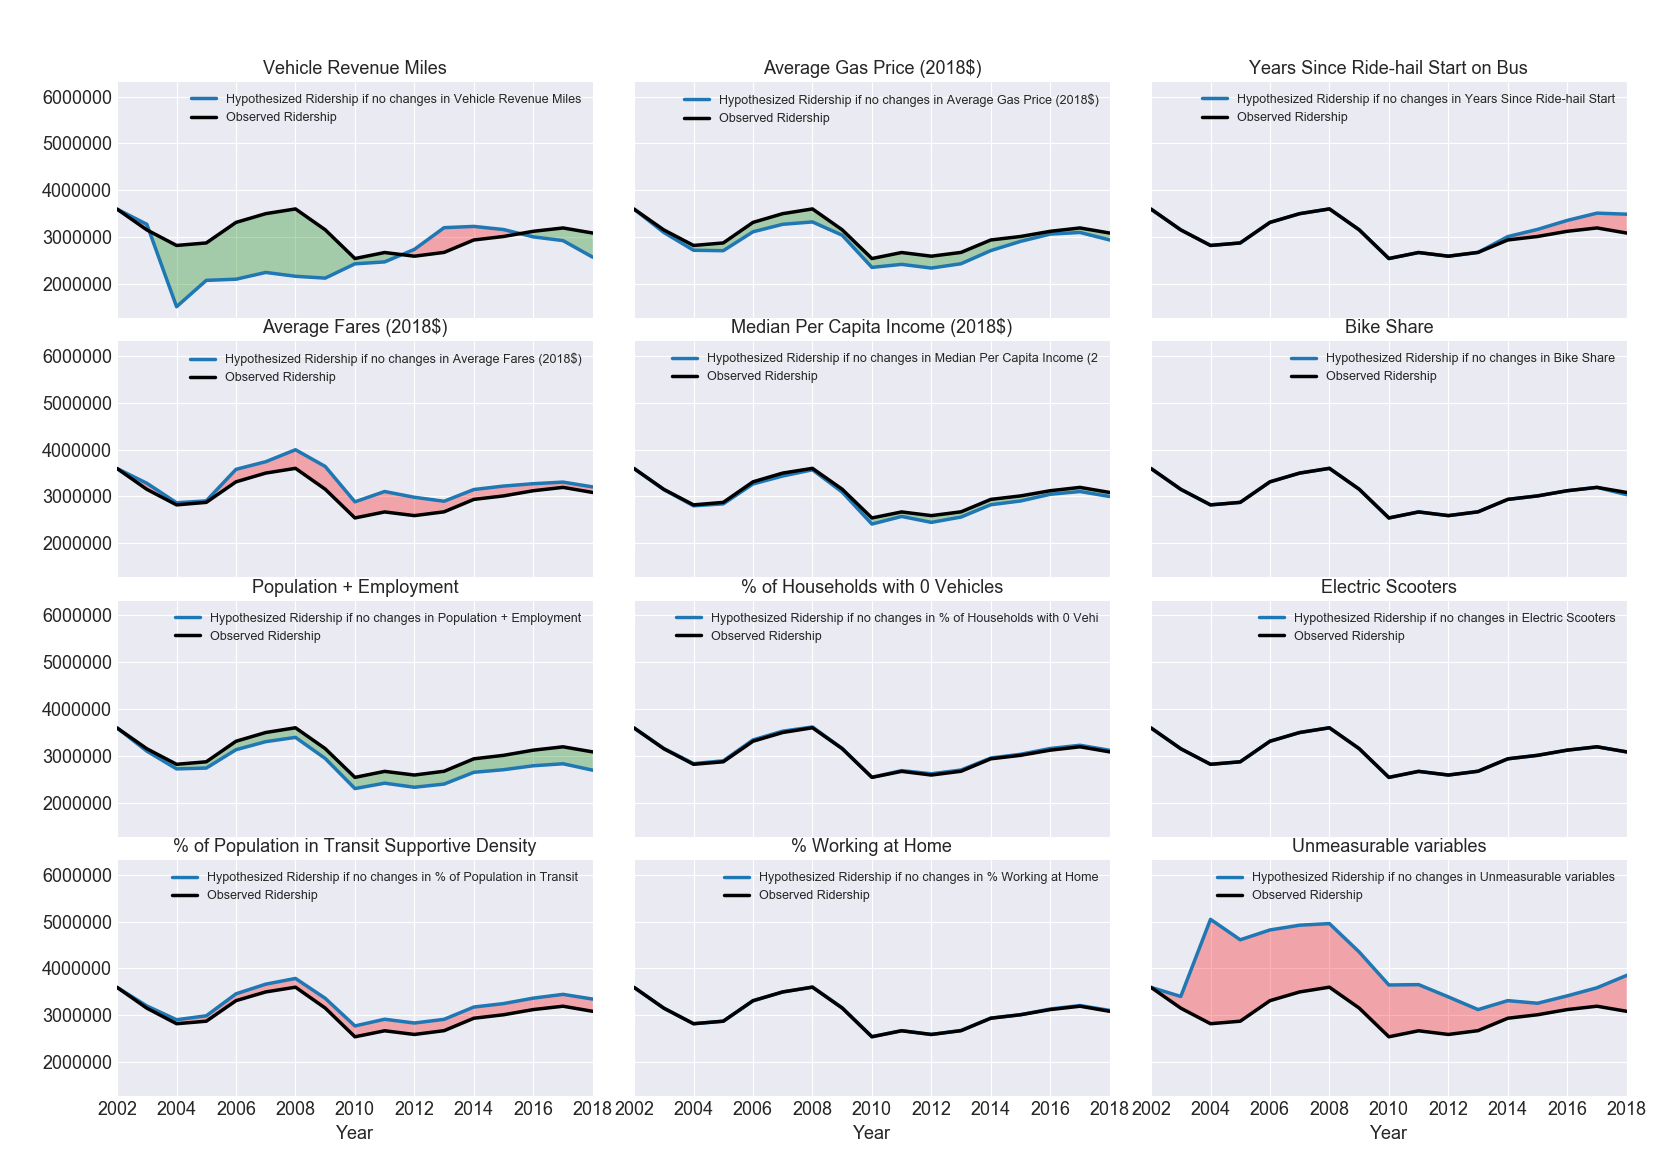 Vehicle Revenue Miles
Average Gas Price (2018$)
Years Since Ride-hail Start on Bus
6000000
5000000
4000000
3000000
2000000
Hypothesized Ridership if no changes in Vehicle Revenue Miles
Observed Ridership
Hypothesized Ridership if no changes in Average Gas Price (2018$)
Observed Ridership
Hypothesized Ridership if no changes in Years Since Ride-hail Start
Observed Ridership
Average Fares (2018$)
Median Per Capita Income (2018$)
Bike Share
6000000
5000000
4000000
3000000
2000000
Hypothesized Ridership if no changes in Average Fares (2018$)
Observed Ridership
Hypothesized Ridership if no changes in Median Per Capita Income (2
Observed Ridership
Hypothesized Ridership if no changes in Bike Share
Observed Ridership
Population + Employment
% of Households with 0 Vehicles
Electric Scooters
6000000
5000000
4000000
3000000
2000000
Hypothesized Ridership if no changes in Population + Employment
Observed Ridership
Hypothesized Ridership if no changes in % of Households with 0 Vehi
Observed Ridership
Hypothesized Ridership if no changes in Electric Scooters
Observed Ridership
% of Population in Transit Supportive Density
% Working at Home
Unmeasurable variables
6000000
5000000
4000000
3000000
2000000
Hypothesized Ridership if no changes in % of Population in Transit
Observed Ridership
Hypothesized Ridership if no changes in % Working at Home
Observed Ridership
Hypothesized Ridership if no changes in Unmeasurable variables
Observed Ridership
2002 2004 2006 2008 2010 2012 2014 2016 2018
2002 2004 2006 2008 2010 2012 2014 2016 2018
2002 2004 2006 2008 2010 2012 2014 2016 2018
Year
Year
Year